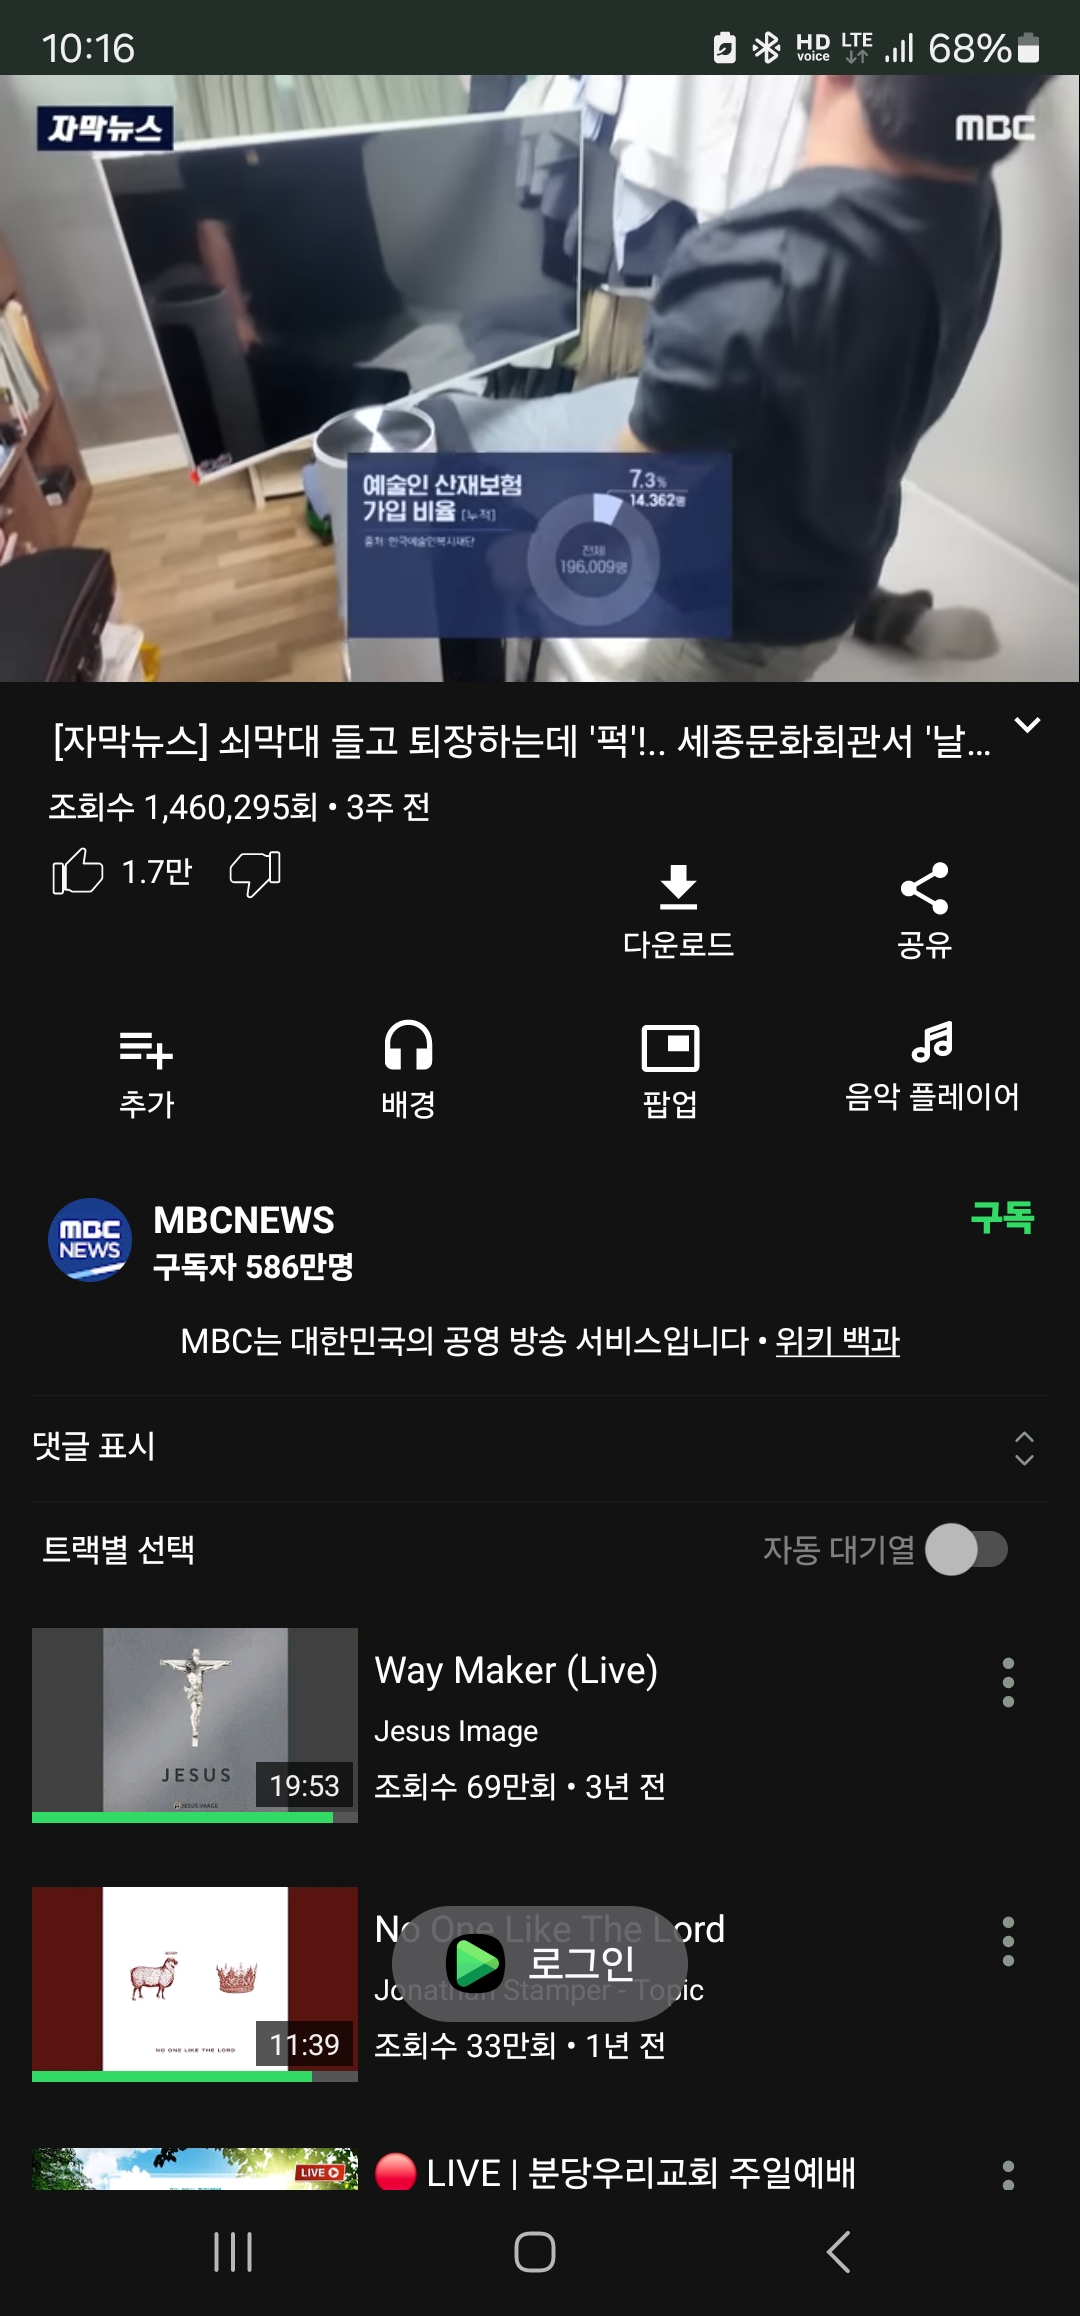 10:16
HD voice LTE 68%
자막뉴스
MBC
예술인 산재보험
가입 비율 [누적]
출처 한국예술인복지재단
7.3%
14,362명
전체
196,009명
[자막뉴스] 쇠막대 들고 퇴장하는데 '퍽'!.. 세종문화회관서 '날...
조회수 1,460,295회 • 3주 전
1.7만
다운로드
공유
추가
배경
팝업
음악 플레이어
MBC NEWS
MBCNEWS
구독자 586만명
구독
MBC는 대한민국의 공영 방송 서비스입니다 • 위키 백과
댓글 표시
트랙별 선택
자동 대기열
JESUS
JESUS IMAGE
19:53
Way Maker (Live)
Jesus Image
조회수 69만회 • 3년 전
NO ONE LIKE THE LORD
11:39
No One Like The Lord
Jonathan Stamper - Topic
조회수 33만회 • 1년 전
로그인
LIVE
LIVE | 분당우리교회 주일예배